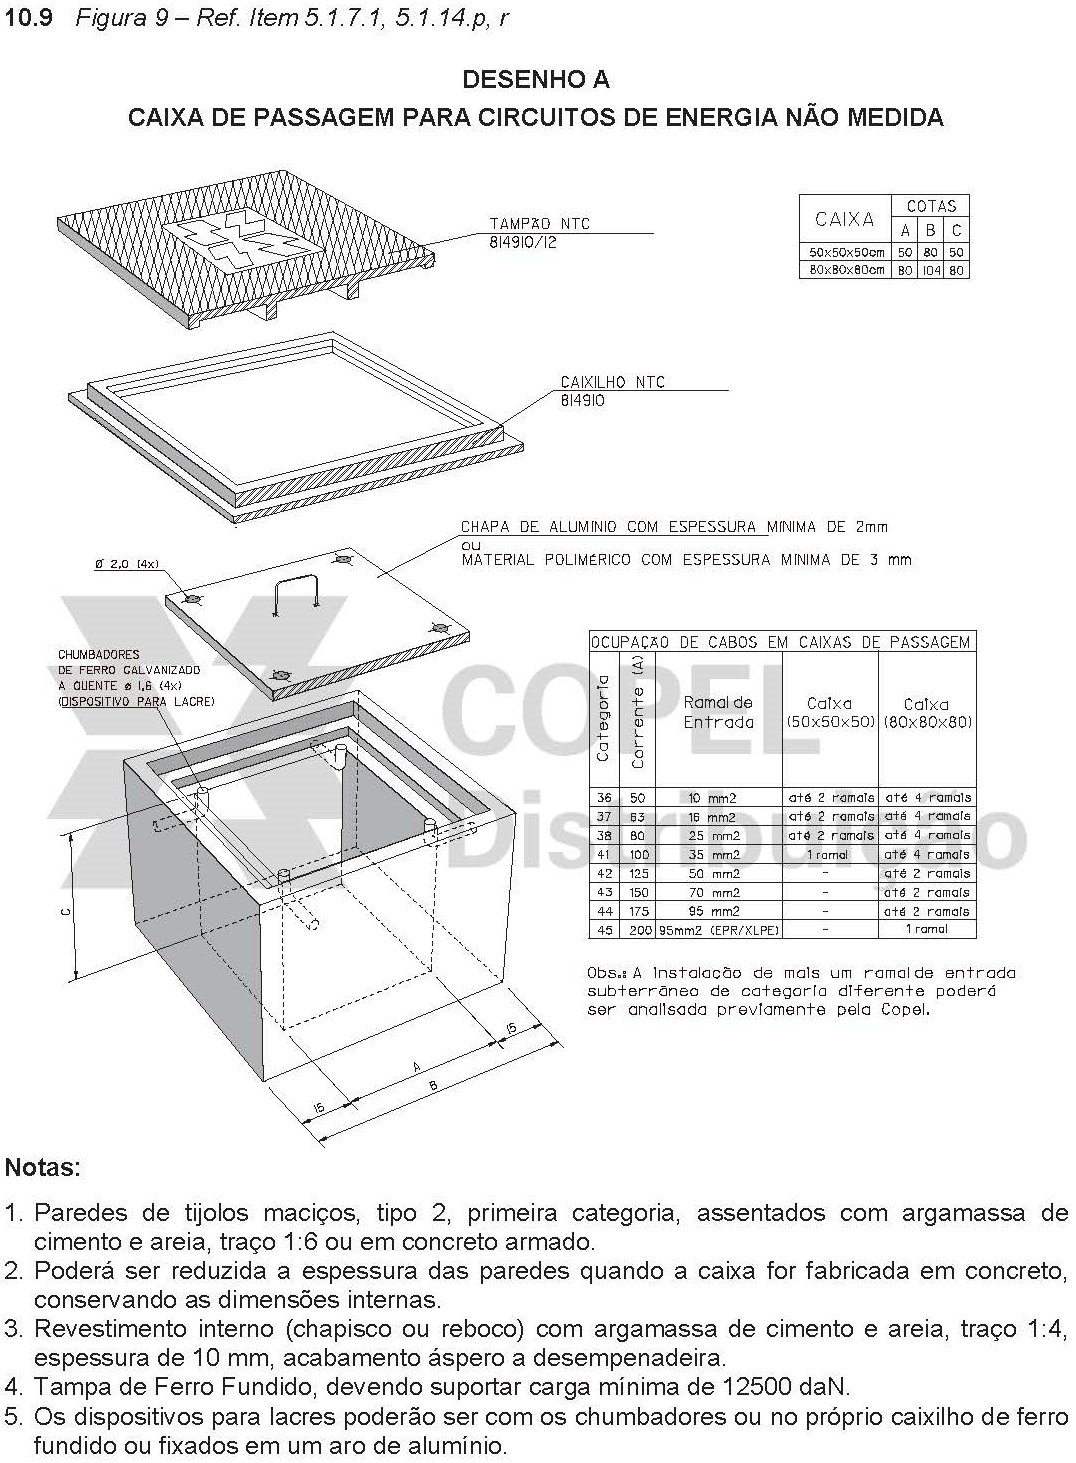 10.9 Figura 9 – Ref. Item 5.1.7.1, 5.1.14.p, r
DESENHO A
CAIXA DE PASSAGEM PARA CIRCUITOS DE ENERGIA NÃO MEDIDA
TAMPÃO NTC
814910/12
CAIXA COTAS
A B C
50x50x50cm 50 80 50
80x80x80cm 80 104 80
CAIXILHO NTC
814910
CHAPA DE ALUMINIO COM ESPESSURA MINIMA DE 2mm
ou
MATERIAL POLIMÉRICO COM ESPESSURA MINIMA DE 3 mm
Ø 2,0 (4x)
CHUMBADORES
DE FERRO GALVANIZADO
A QUENTE ø 1,6 (4x)
(DISPOSITIVO PARA LACRE)
COPEL
Distribuição
OCUPAÇÃO DE CABOS EM CAIXAS DE PASSAGEM
Categoria Corrente (A) Ramal de Entrada Caixa (50x50x50) Caixa (80x80x80)
36 50 10 mm2 até 2 ramais até 4 ramais
37 63 16 mm2 até 2 ramais até 4 ramais
38 80 25 mm2 até 2 ramais até 4 ramais
41 100 35 mm2 1 ramal até 4 ramais
42 125 50 mm2 - até 2 ramais
43 150 70 mm2 - até 2 ramais
44 175 95 mm2 - até 2 ramais
45 200 95mm2 (EPR/XLPE) - 1 ramal
Obs.: A instalação de mais um ramal de entrada
subterrâneo de categoria diferente poderá
ser analisada previamente pela Copel.
C
15
A
B
15
Notas:
1. Paredes de tijolos maciços, tipo 2, primeira categoria, assentados com argamassa de
cimento e areia, traço 1:6 ou em concreto armado.
2. Poderá ser reduzida a espessura das paredes quando a caixa for fabricada em concreto,
conservando as dimensões internas.
3. Revestimento interno (chapisco ou reboco) com argamassa de cimento e areia, traço 1:4,
espessura de 10 mm, acabamento áspero a desempenadeira.
4. Tampa de Ferro Fundido, devendo suportar carga mínima de 12500 daN.
5. Os dispositivos para lacres poderão ser com os chumbadores ou no próprio caixilho de ferro
fundido ou fixados em um aro de alumínio.